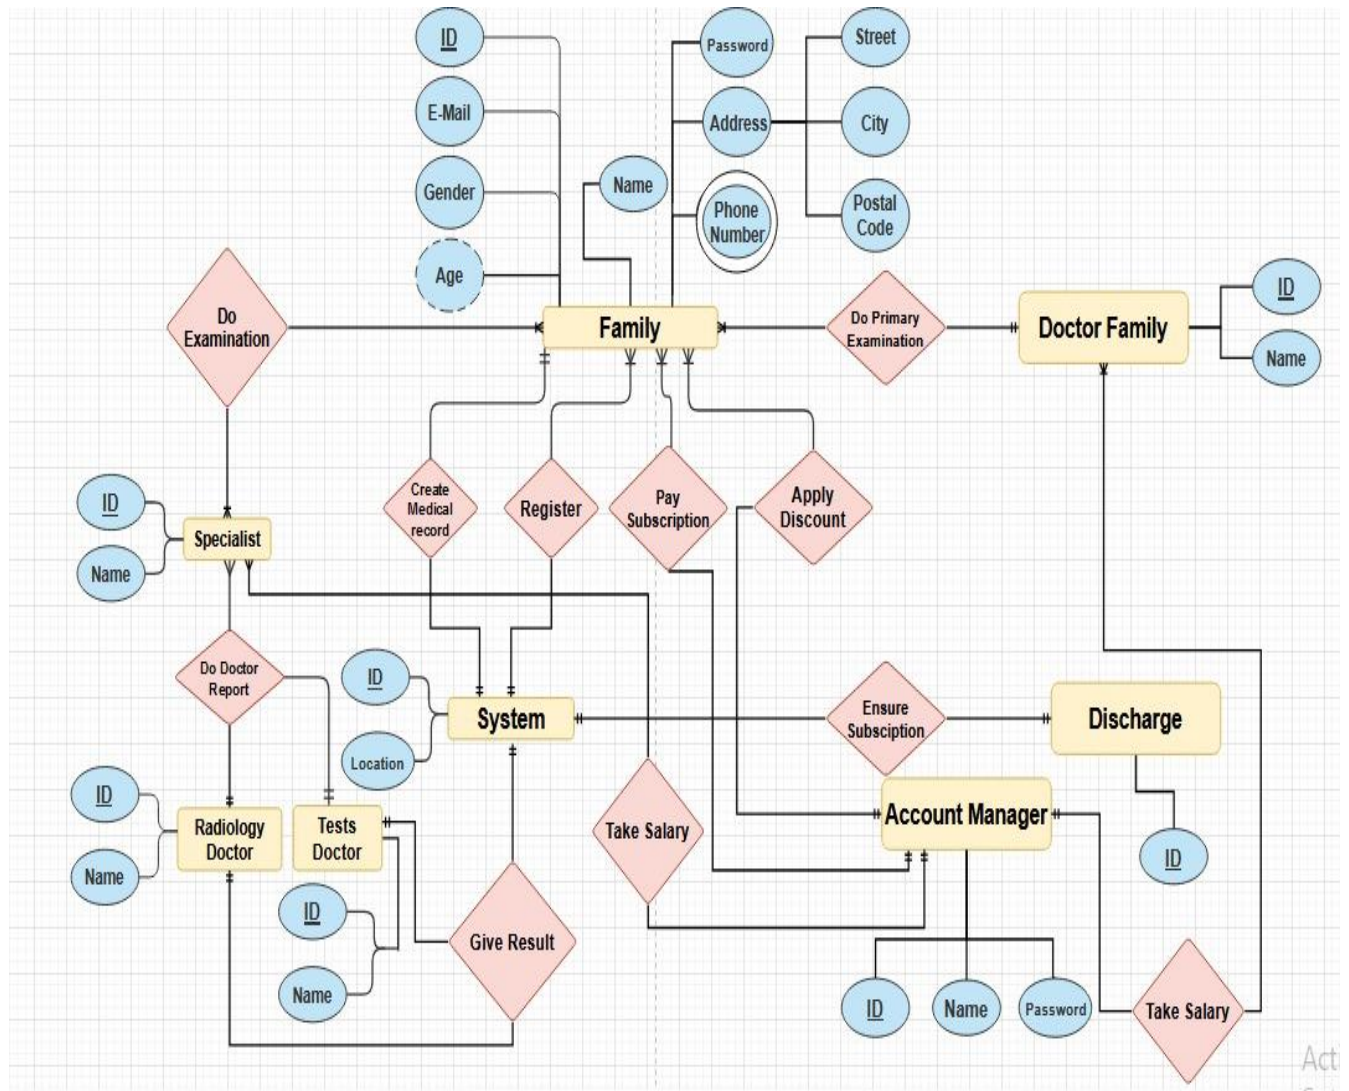 ID
Street
Password
E-Mail
Address
City
Name
Gender
Phone
Number
Postal
Code
Age
ID
Do
Examination
Family
Do Primary
Examination
Doctor Family
Name
Create
Medical
record
Register
Pay
Subscription
Apply
Discount
ID
Specialist
Name
Do Doctor
Report
ID
System
Location
Ensure
Subsciption
Discharge
ID
Radiology
Doctor
Name
Tests
Doctor
Take Salary
Account Manager
ID
ID
Name
Give Result
ID
Name
Password
Take Salary
Acti